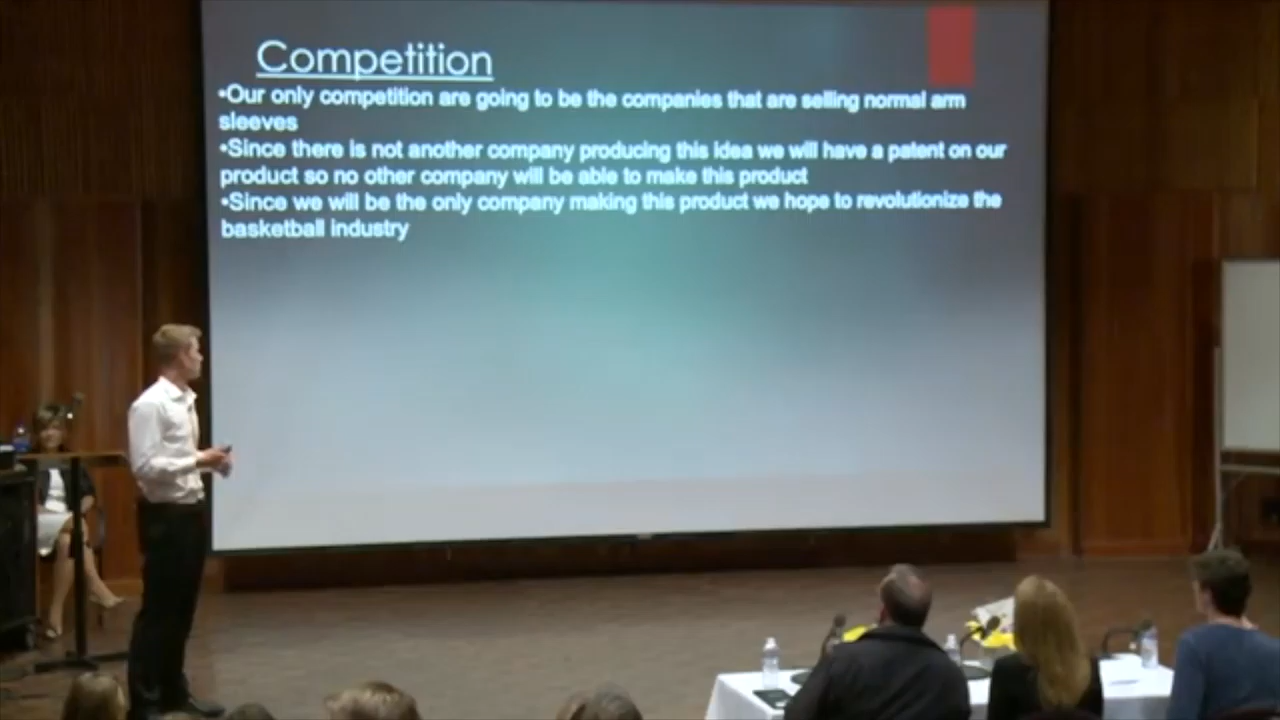 Competition
•Our only competition are going to be the companies that are selling normal arm
sleeves
•Since there is not another company producing this idea we will have a patent on our
product so no other company will be able to make this product
•Since we will be the only company making this product we hope to revolutionize the
basketball industry